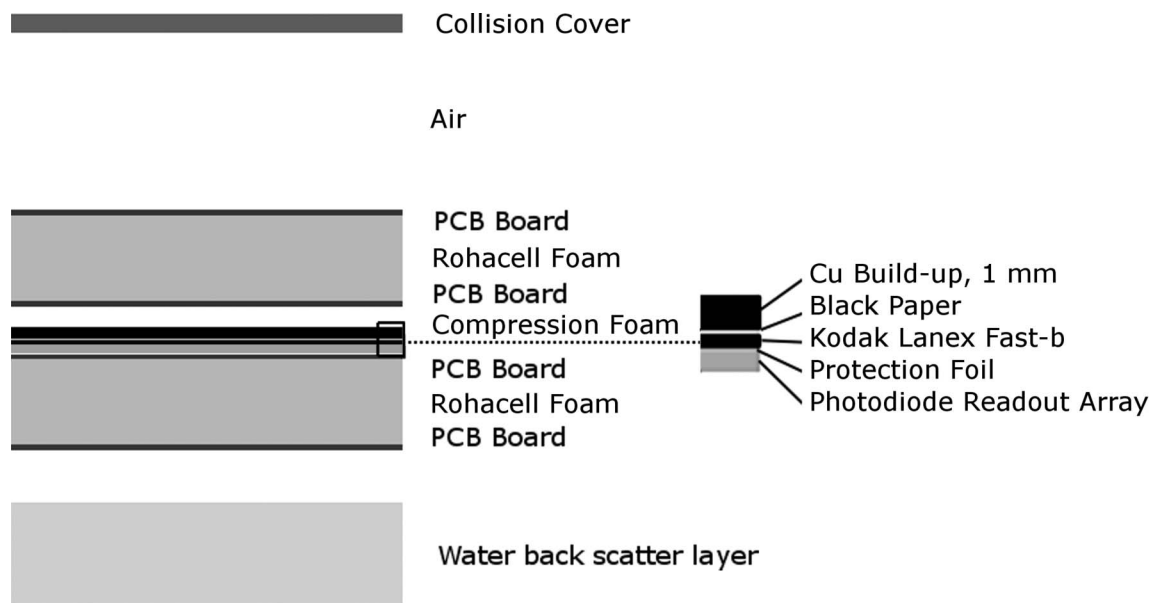 Collision Cover
Air
PCB Board
Rohacell Foam
PCB Board
Compression Foam
PCB Board
Rohacell Foam
PCB Board
Water back scatter layer
Cu Build-up, 1 mm
Black Paper
Kodak Lanex Fast-b
Protection Foil
Photodiode Readout Array